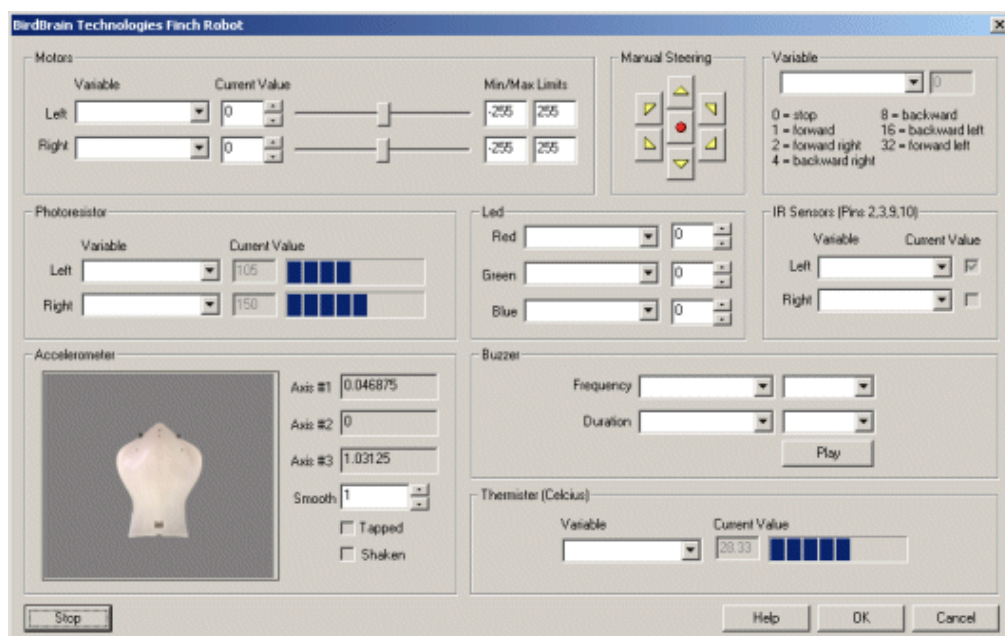 BirdBrain Technologies Finch Robot
Motors
Variable Current Value Min/Max Limits
Left 0 -255 255
Right 0 -255 255
Manual Steering
Variable
0
0 = stop 8 = backward
1 = forward 16 = backward left
2 = forward right 32 = forward left
4 = backward right
Photoresistor
Variable Current Value
Left 105
Right 150
Led
Red 0
Green 0
Blue 0
IR Sensors (Pins 2,3,9,10)
Variable Current Value
Left
Right
Accelerometer
Axis #1 0.046875
Axis #2 0
Axis #3 1.03125
Smooth 1
Tapped
Shaken
Buzzer
Frequency
Duration
Play
Thermister (Celcius)
Variable Current Value
28.33
Stop Help OK Cancel